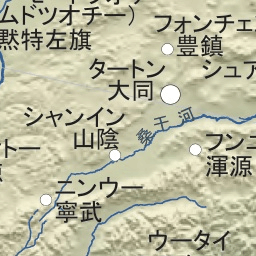 ムドツオチー）
黙特左旗
フォンチェ
豊鎮
シュア
タートン
大同
シャンイン
山陰
桑干河
フン
渾源
トー
ニンウー
寧武
ウータイ